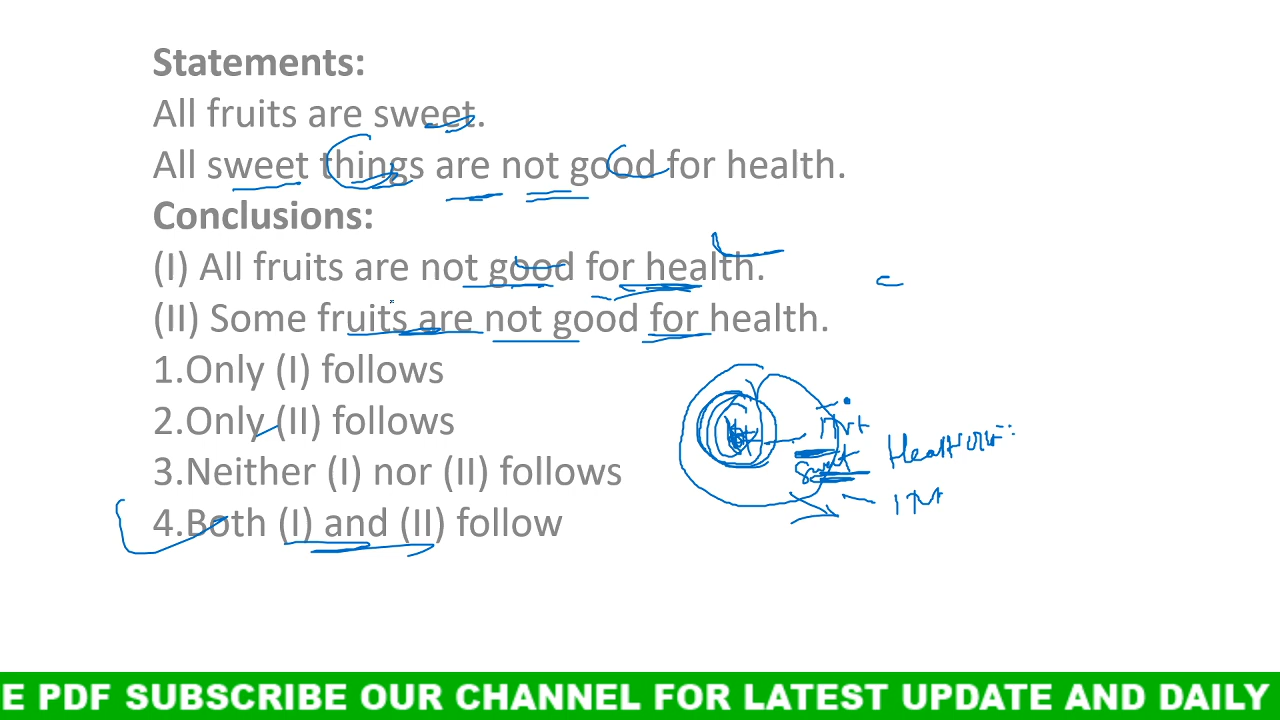 Statements:
All fruits are sweet.
All sweet things are not good for health.
Conclusions:
(I) All fruits are not good for health.
(II) Some fruits are not good for health.
1.Only (I) follows
2.Only (II) follows
3.Neither (I) nor (II) follows
4.Both (I) and (II) follow
E PDF SUBSCRIBE OUR CHANNEL FOR LATEST UPDATE AND DAILY